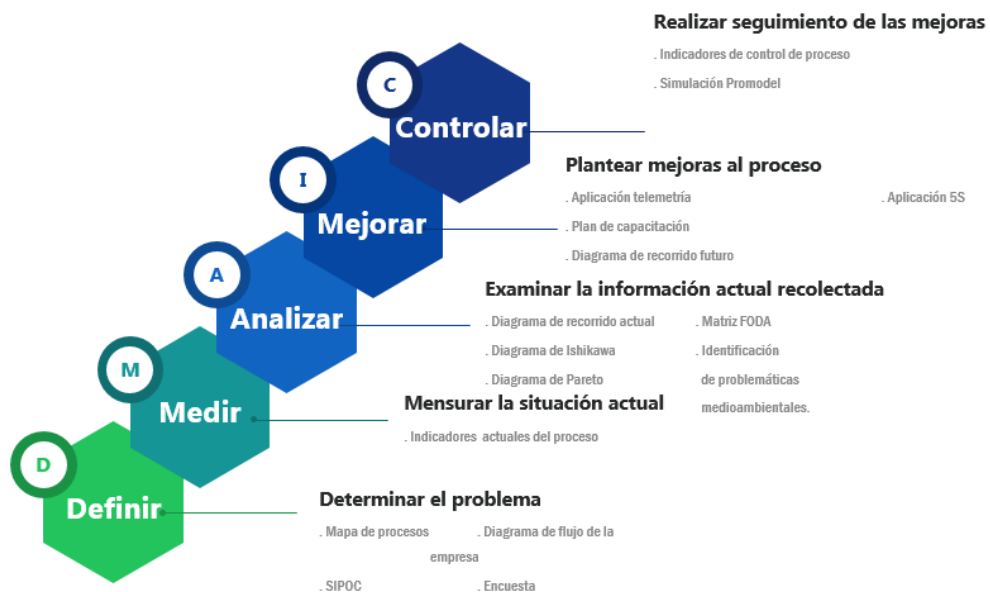 Realizar seguimiento de las mejoras
. Indicadores de control de proceso
. Simulación Promodel
C
Controlar
Plantear mejoras al proceso
. Aplicación telemetría . Aplicación 5S
. Plan de capacitación
. Diagrama de recorrido futuro
I
Mejorar
Examinar la información actual recolectada
. Diagrama de recorrido actual . Matriz FODA
. Diagrama de Ishikawa . Identificación
. Diagrama de Pareto de problemáticas
medioambientales.
A
Analizar
Mensurar la situación actual
. Indicadores actuales del proceso
M
Medir
Determinar el problema
. Mapa de procesos . Diagrama de flujo de la
empresa
. SIPOC . Encuesta
D
Definir